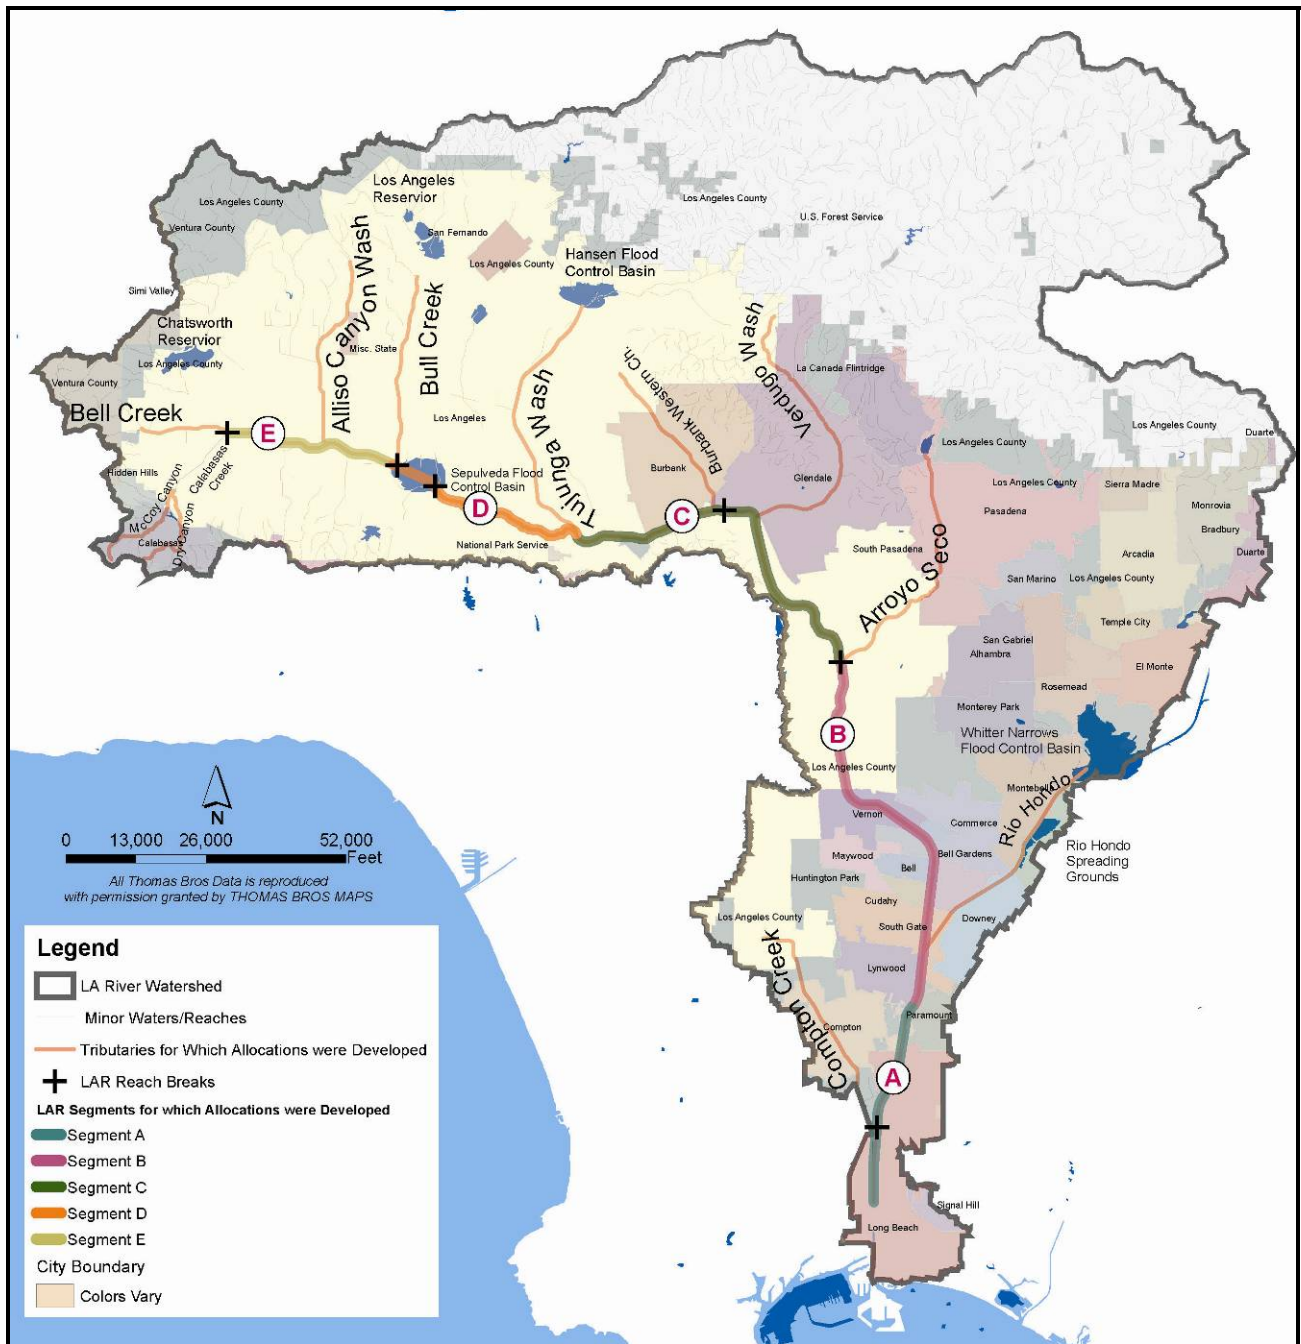 Los Angeles
Reservior
Los Angeles County
Los Angeles County
U.S. Forest Service
Ventura County
San Fernando
Los Angeles County
Hansen Flood
Control Basin
Simi Valley
Alliso Canyon Wash
Bull Creek
Chatsworth
Reservior
Misc. State
Los Angeles County
Ventura County
Bell Creek
Los Angeles
Tujunga Wash
Burbank Western Ch.
Verdugo Wash
La Canada Flintridge
Los Angeles County
Los Angeles County
Duarte
E
Hidden Hills
Calabasas
Creek
McCoy Canyon
Dry Canyon
Calabasas
Sepulveda Flood
Control Basin
Burbank
Glendale
Los Angeles County
Sierra Madre
Monrovia
Pasadena
Bradbury
D
C
National Park Service
South Pasadena
Arroyo Seco
Arcadia
Duarte
San Marino
Los Angeles County
Temple City
San Gabriel
Alhambra
El Monte
Rosemead
Monterey Park
B
Whitter Narrows
Flood Control Basin
Los Angeles County
Montebello
Rio Hondo
Vernon
Commerce
Maywood
Bell
Bell Gardens
Rio Hondo
Spreading
Grounds
Huntington Park
Cudahy
Los Angeles County
South Gate
Downey
Compton Creek
Lynwood
Compton
Paramount
A
Signal Hill
Long Beach
N
0 13,000 26,000 52,000
Feet
All Thomas Bros Data is reproduced
with permission granted by THOMAS BROS MAPS
Legend
LA River Watershed
Minor Waters/Reaches
Tributaries for Which Allocations were Developed
LAR Reach Breaks
LAR Segments for which Allocations were Developed
Segment A
Segment B
Segment C
Segment D
Segment E
City Boundary
Colors Vary